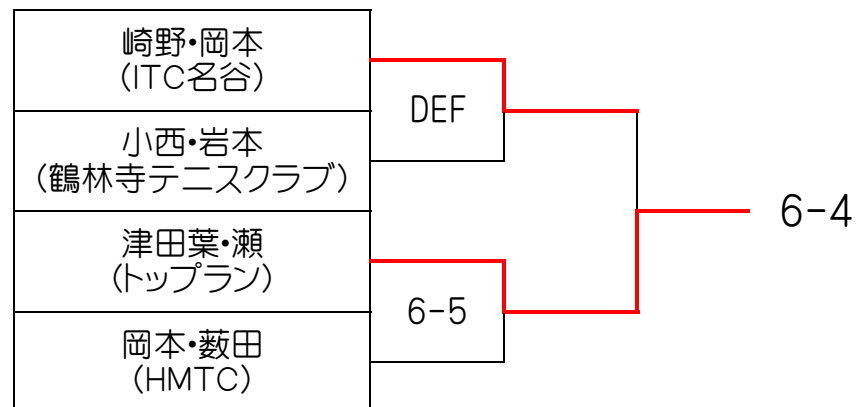 崎野•岡本
(ITC名谷)
DEF
小西•岩本
(鶴林寺テニスクラブ)
6-4
津田葉•瀬
(トップラン)
6-5
岡本•薮田
(HMTC)